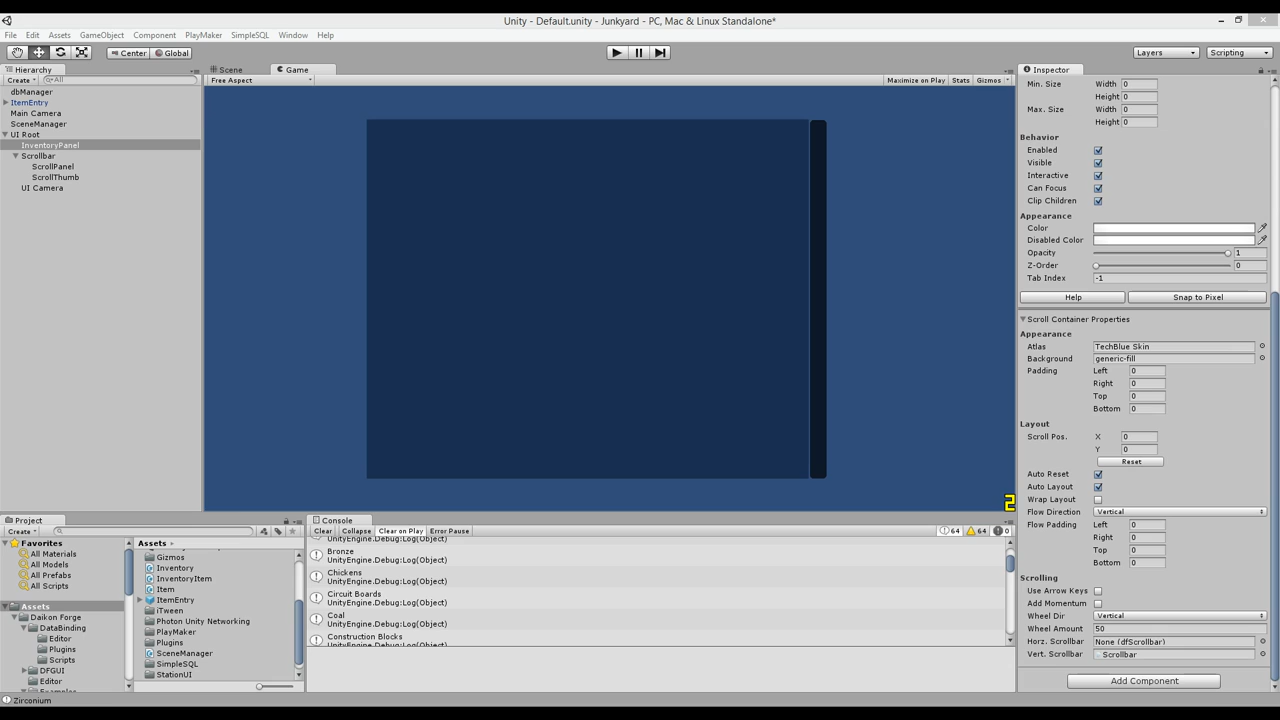 Unity - Default.unity - Junkyard - PC, Mac & Linux Standalone*
File Edit Assets GameObject Component PlayMaker SimpleSQL Window Help
Center Global Layers Scripting
Hierarchy
Create All
dbManager
ItemEntry
Main Camera
SceneManager
UI Root
InventoryPanel
Scrollbar
ScrollPanel
ScrollThumb
UI Camera
Scene Game
Free Aspect Maximize on Play Stats Gizmos
2
Inspector
Min. Size Width 0
Height 0
Max. Size Width 0
Height 0
Behavior
Enabled
Visible
Interactive
Can Focus
Clip Children
Appearance
Color
Disabled Color
Opacity 1
Z-Order 0
Tab Index -1
Help Snap to Pixel
Scroll Container Properties
Appearance
Atlas TechBlue Skin
Background generic-fill
Padding Left 0
Right 0
Top 0
Bottom 0
Layout
Scroll Pos. X 0
Y 0
Reset
Auto Reset
Auto Layout
Wrap Layout
Flow Direction Vertical
Flow Padding Left 0
Right 0
Top 0
Bottom 0
Scrolling
Use Arrow Keys
Add Momentum
Wheel Dir Vertical
Wheel Amount 50
Horz. Scrollbar None (dfScrollbar)
Vert. Scrollbar Scrollbar
Add Component
Project
Create
Favorites
All Materials
All Models
All Prefabs
All Scripts
Assets
Daikon Forge
DataBinding
Editor
Plugins
Scripts
DFGUI
Editor
Examples
Assets
Gizmos
Inventory
InventoryItem
Item
ItemEntry
iTween
Photon Unity Networking
PlayMaker
Plugins
SceneManager
SimpleSQL
StationUI
Console
Clear Collapse Clear on Play Error Pause 64 64 0
UnityEngine.Debug:Log(Object)
Bronze
UnityEngine.Debug:Log(Object)
Chickens
UnityEngine.Debug:Log(Object)
Circuit Boards
UnityEngine.Debug:Log(Object)
Coal
UnityEngine.Debug:Log(Object)
Construction Blocks
UnityEngine.Debug:Log(Object)
Zirconium